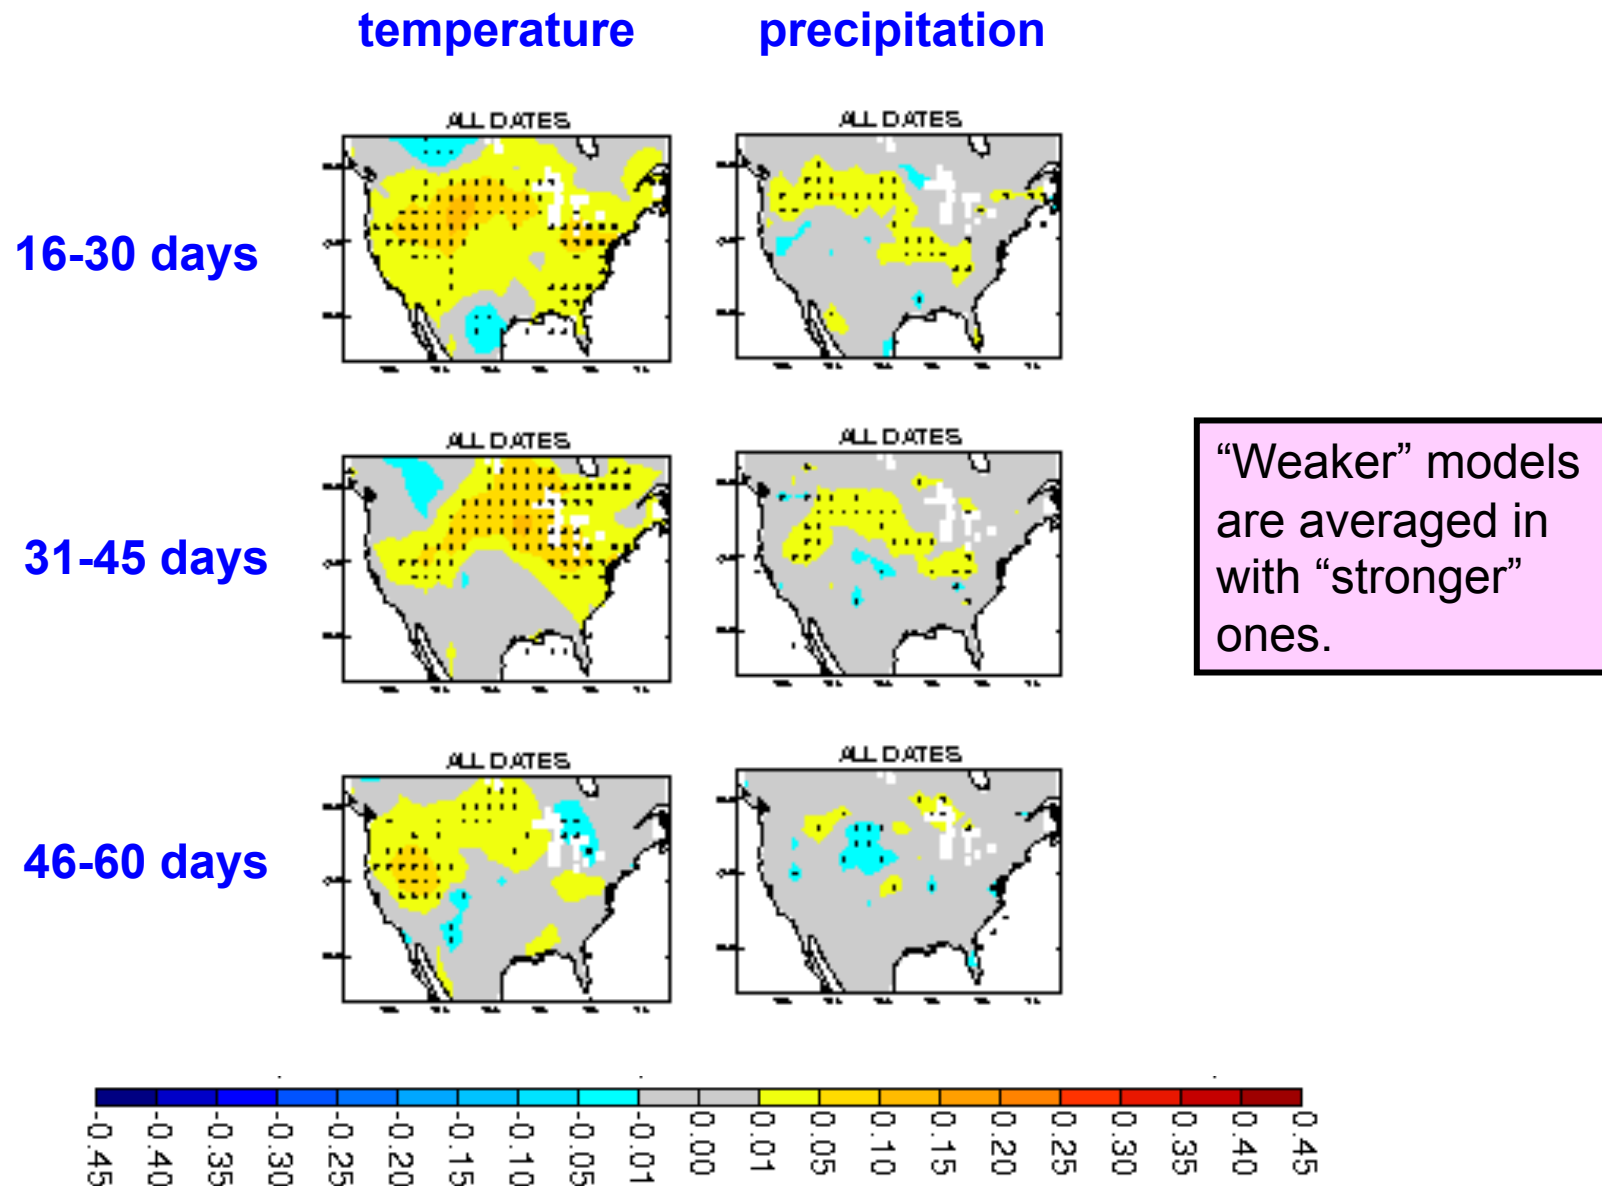 temperature precipitation
ALL DATES ALL DATES
16-30 days
ALL DATES ALL DATES
31-45 days
“Weaker” models
are averaged in
with “stronger”
ones.
ALL DATES ALL DATES
46-60 days
-0.45 -0.40 -0.35 -0.30 -0.25 -0.20 -0.15 -0.10 -0.05 -0.01 -0.00 0.01 0.05 0.10 0.15 0.20 0.25 0.30 0.35 0.40 0.45